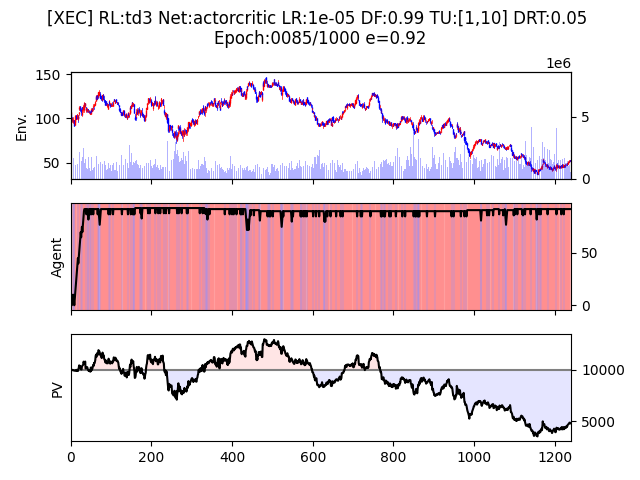 [XEC] RL:td3 Net:actorcritic LR:1e-05 DF:0.99 TU:[1,10] DRT:0.05
Epoch:0085/1000 e=0.92
1e6
150
100
50
Env.
5
0
Agent
50
0
PV
10000
5000
0 200 400 600 800 1000 1200